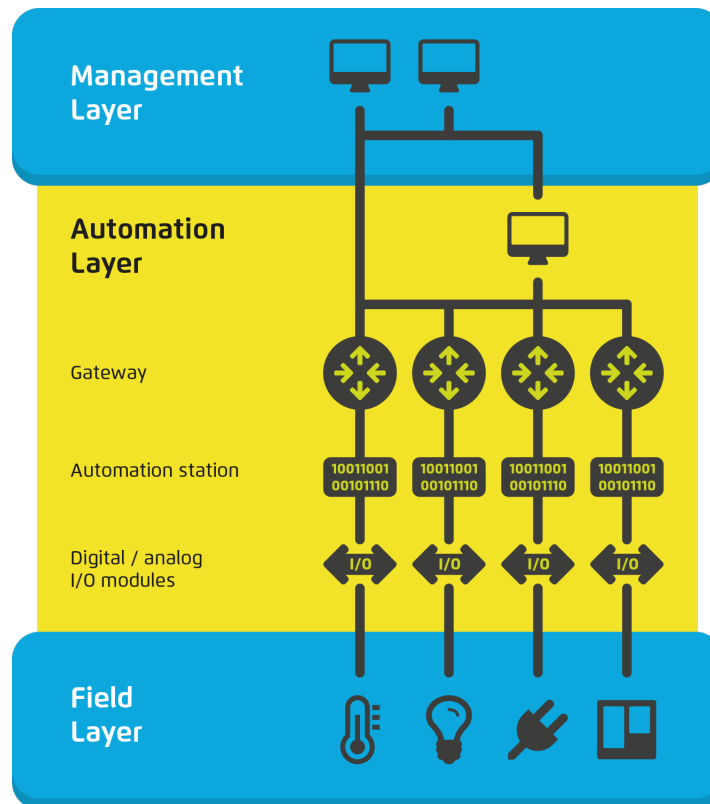 Management
Layer
Automation
Layer
Gateway
Automation station
10011001
00101110
10011001
00101110
10011001
00101110
10011001
00101110
Digital / analog
I/O modules
I/O
I/O
I/O
I/O
Field
Layer